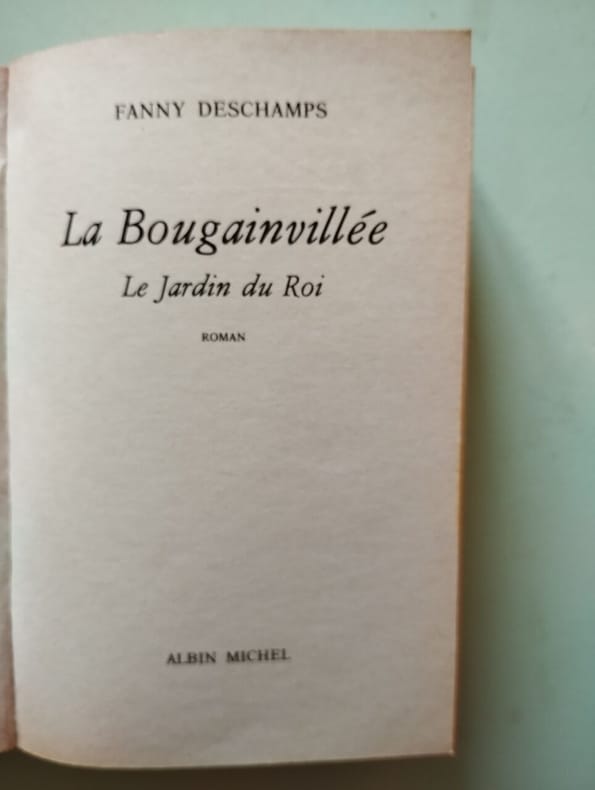 FANNY DESCHAMPS
La Bougainvillée
Le Jardin du Roi
ROMAN
ALBIN MICHEL